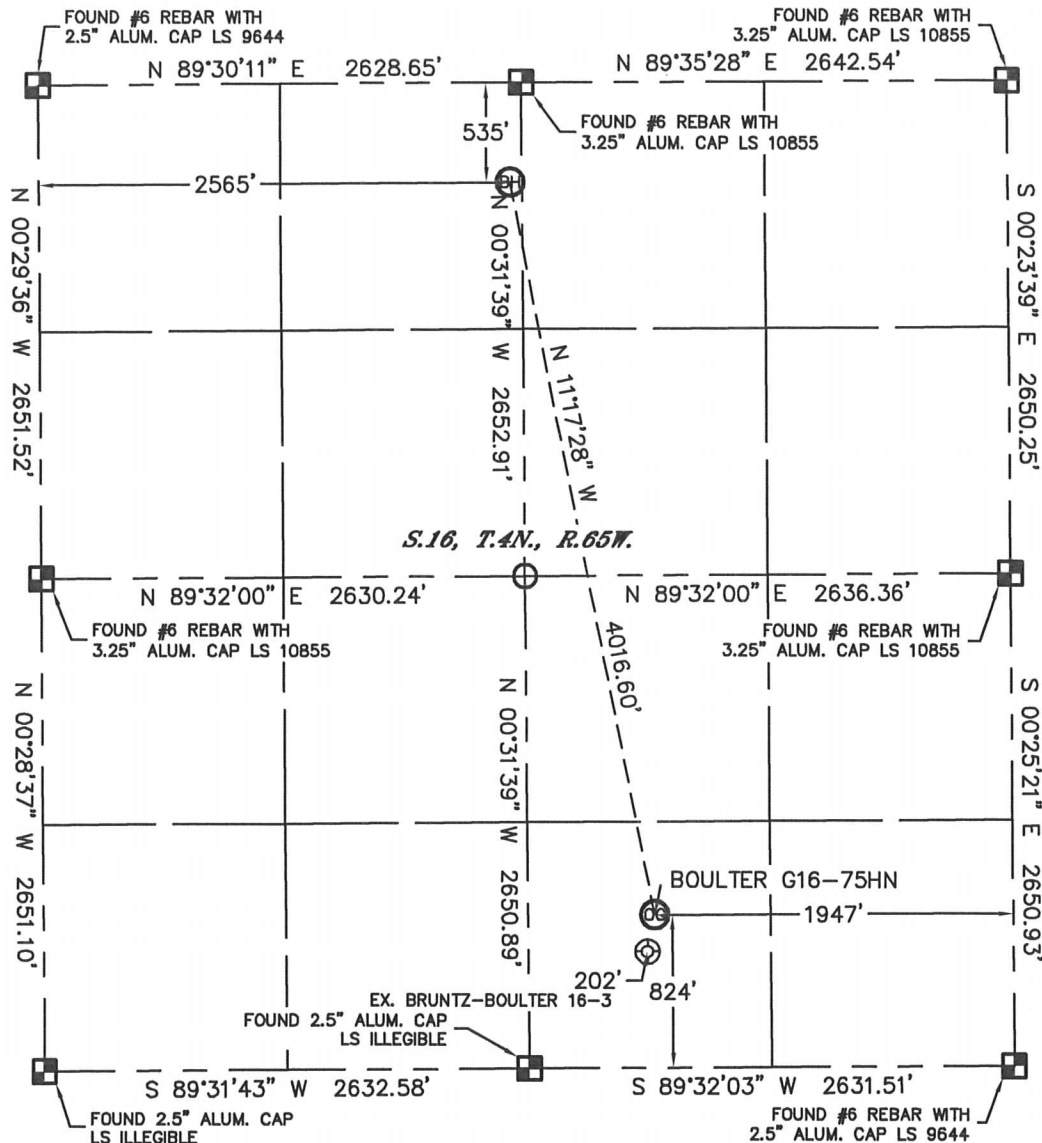 FOUND #6 REBAR WITH
2.5" ALUM. CAP LS 9644
FOUND #6 REBAR WITH
3.25" ALUM. CAP LS 10855
N 89°30'11" E 2628.65'
N 89°35'28" E 2642.54'
535'
FOUND #6 REBAR WITH
3.25" ALUM. CAP LS 10855
2565'
BH
N 00°29'36" W 2651.52'
N 00°31'39" W 2652.91'
N 11°17'28" W
4016.60'
S 00°23'39" E 2650.25'
S.16, T.4N., R.65W.
N 89°32'00" E 2630.24'
N 89°32'00" E 2636.36'
FOUND #6 REBAR WITH
3.25" ALUM. CAP LS 10855
FOUND #6 REBAR WITH
3.25" ALUM. CAP LS 10855
N 00°28'37" W 2651.10'
N 00°31'39" W 2650.89'
S 00°25'21" E 2650.93'
BOULTER G16-75HN
OG
1947'
202'
824'
EX. BRUNTZ-BOULTER 16-3
FOUND 2.5" ALUM. CAP
LS ILLEGIBLE
S 89°31'43" W 2632.58'
S 89°32'03" W 2631.51'
FOUND 2.5" ALUM. CAP
LS ILLEGIBLE
FOUND #6 REBAR WITH
2.5" ALUM. CAP LS 9644